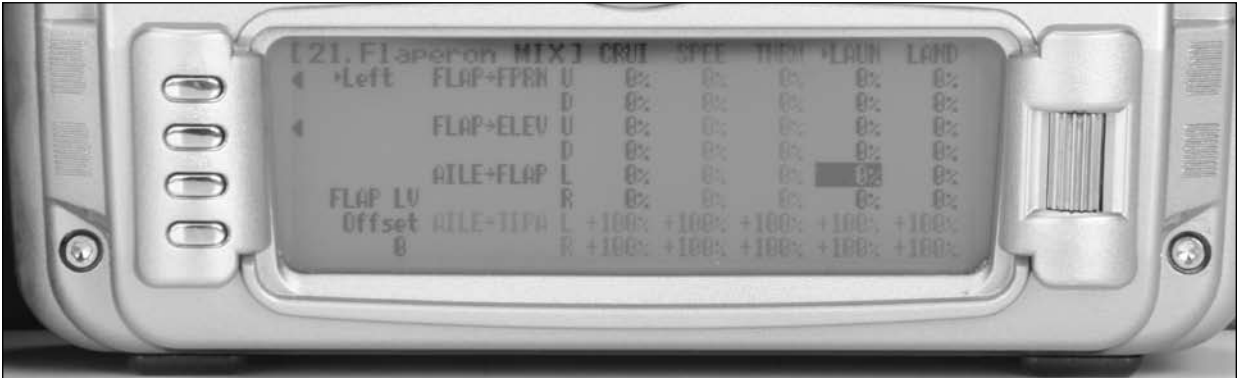 [21.Flaperon MIX] CRUI SPEE THRM ▸LAUN LAND
◀ ▸Left FLAP→FPRN U 0% 0% 0% 0% 0%
D 0% 0% 0% 0% 0%
◀ FLAP→ELEV U 0% 0% 0% 0% 0%
D 0% 0% 0% 0% 0%
AILE→FLAP L 0% 0% 0% 0% 0%
FLAP LV R 0% 0% 0% 0% 0%
Offset AILE→TIPA L +100% +100% +100% +100% +100%
0 R +100% +100% +100% +100% +100%